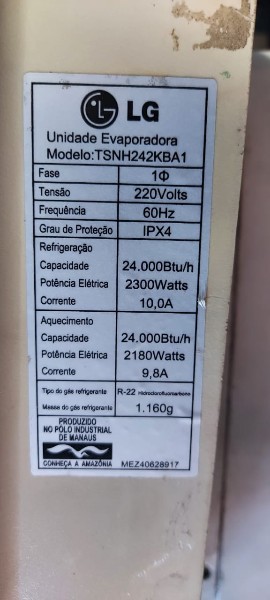 LG
Unidade Evaporadora
Modelo:TSNH242KBA1
Fase 1Φ
Tensão 220Volts
Frequência 60Hz
Grau de Proteção IPX4
Refrigeração
Capacidade 24.000Btu/h
Potência Elétrica 2300Watts
Corrente 10,0A
Aquecimento
Capacidade 24.000Btu/h
Potência Elétrica 2180Watts
Corrente 9,8A
Tipo do gás refrigerante R-22 Hidroclorofluorcarbono
Massa do gás refrigerante 1.160g
PRODUZIDO
NO PÓLO INDUSTRIAL
DE MANAUS
CONHEÇA A AMAZÔNIA MEZ40628917